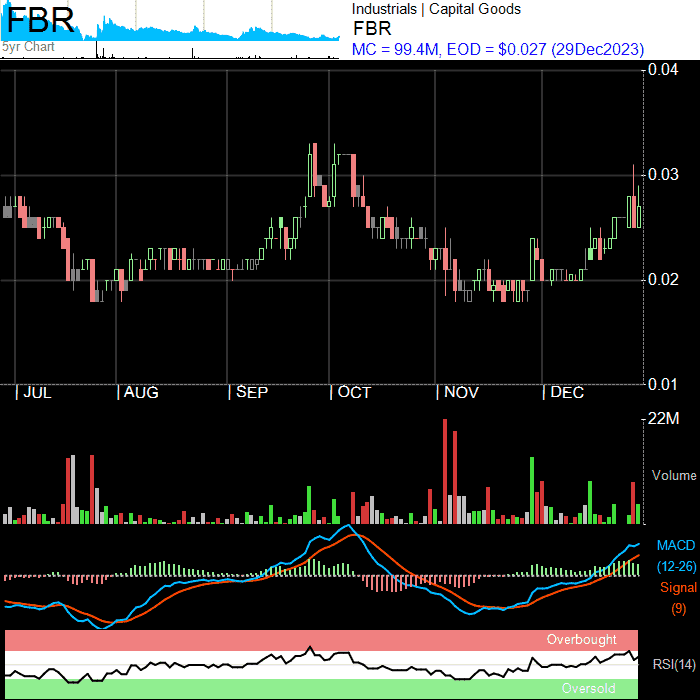 FBR
5yr Chart
Industrials | Capital Goods
FBR
MC = 99.4M, EOD = $0.027 (29Dec2023)
0.04
0.03
0.02
0.01
| JUL | AUG | SEP | OCT | NOV | DEC
22M
Volume
MACD
(12-26)
Signal
(9)
Overbought
RSI(14)
Oversold